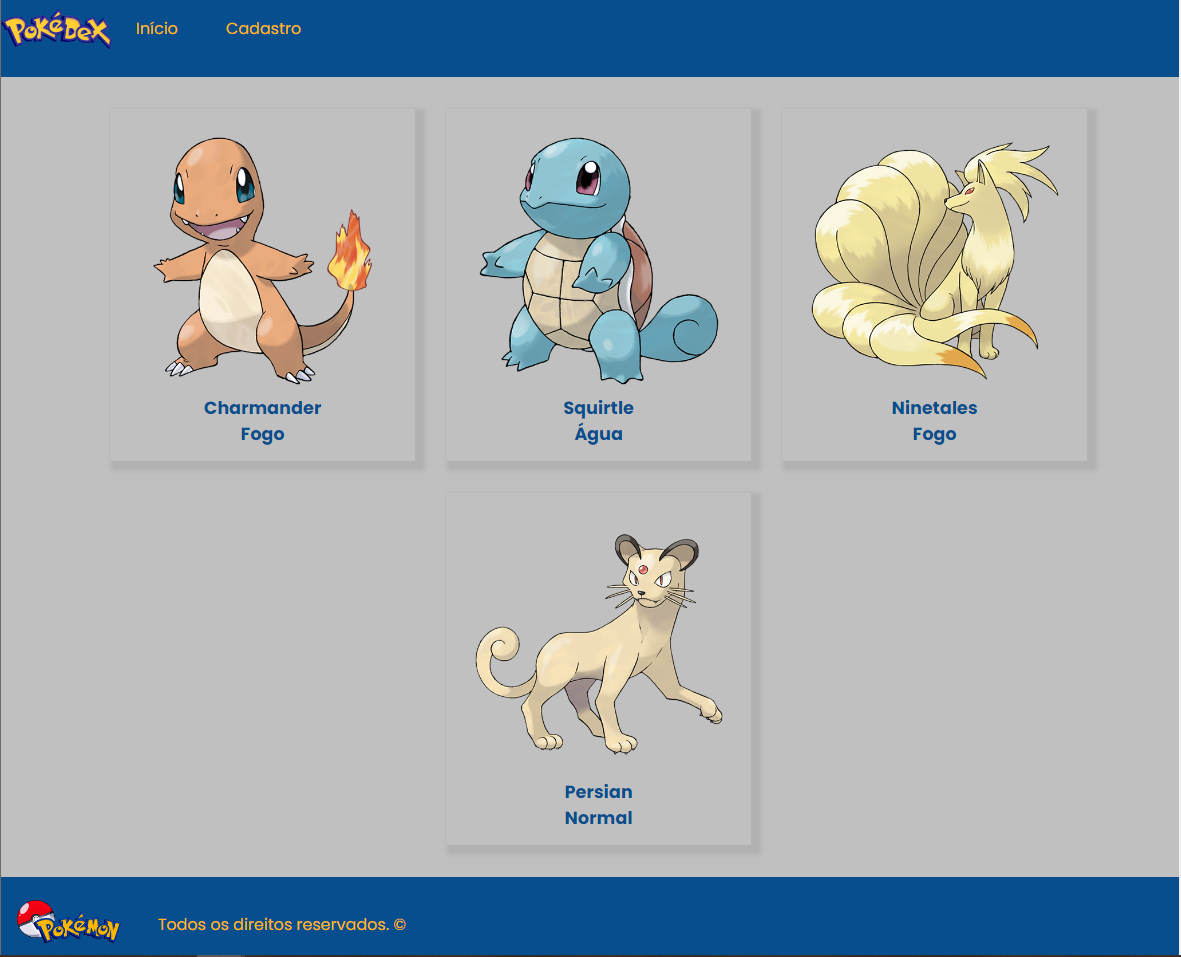 PoKéDeX Início Cadastro
Charmander
Fogo
Squirtle
Água
Ninetales
Fogo
Persian
Normal
PoKéMoN Todos os direitos reservados. ©